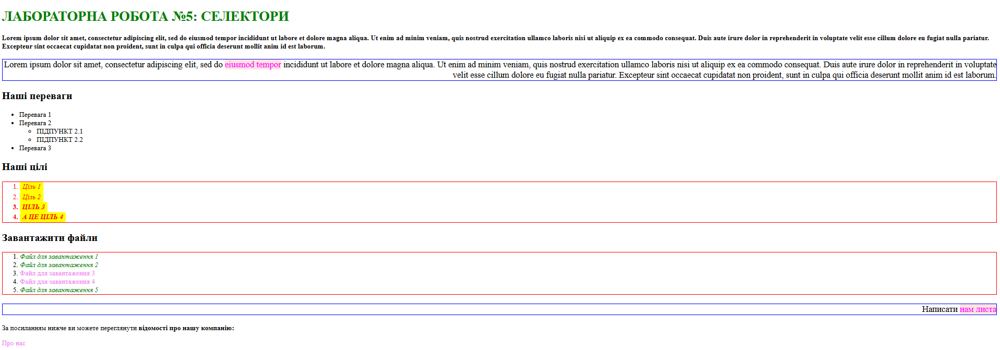 ЛАБОРАТОРНА РОБОТА №5: СЕЛЕКТОРИ
Lorem ipsum dolor sit amet, consectetur adipiscing elit, sed do eiusmod tempor incididunt ut labore et dolore magna aliqua. Ut enim ad minim veniam, quis nostrud exercitation ullamco laboris nisi ut aliquip ex ea commodo consequat. Duis aute irure dolor in reprehenderit in voluptate velit esse cillum dolore eu fugiat nulla pariatur.
Excepteur sint occaecat cupidatat non proident, sunt in culpa qui officia deserunt mollit anim id est laborum.
Lorem ipsum dolor sit amet, consectetur adipiscing elit, sed do eiusmod tempor incididunt ut labore et dolore magna aliqua. Ut enim ad minim veniam, quis nostrud exercitation ullamco laboris nisi ut aliquip ex ea commodo consequat. Duis aute irure dolor in reprehenderit in voluptate
velit esse cillum dolore eu fugiat nulla pariatur. Excepteur sint occaecat cupidatat non proident, sunt in culpa qui officia deserunt mollit anim id est laborum.
Наші переваги
• Перевага 1
• Перевага 2
◦ ПІДПУНКТ 2.1
◦ ПІДПУНКТ 2.2
• Перевага 3
Наші цілі
1. Ціль 1
2. Ціль 2
3. ЦІЛЬ 3
4. А ЦЕ ЦІЛЬ 4
Завантажити файли
1. Файл для завантаження 1
2. Файл для завантаження 2
3. Файл для завантаження 3
4. Файл для завантаження 4
5. Файл для завантаження 5
Написати нам листа
За посиланням нижче ви можете переглянути відомості про нашу компанію:
Про нас